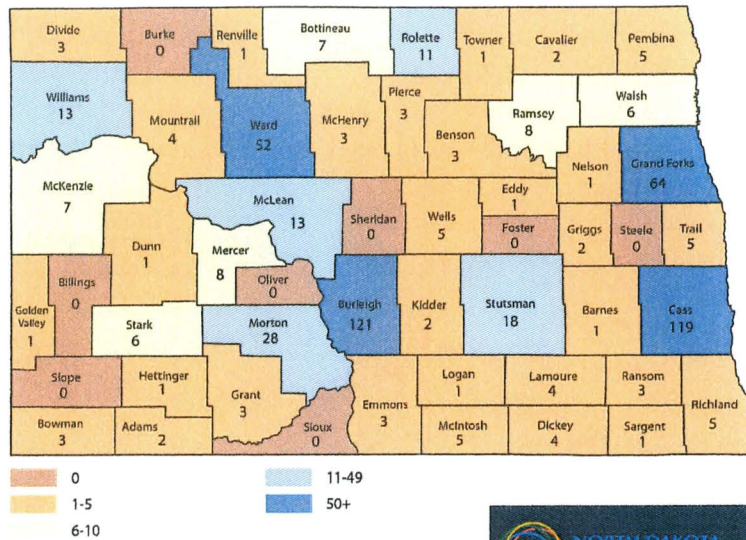 Divide
3
Burke
0
Renville
1
Bottineau
7
Rolette
11
Towner
1
Cavalier
2
Pembina
5
Williams
13
Mountrail
4
Ward
52
McHenry
3
Pierce
3
Benson
3
Ramsey
8
Walsh
6
Nelson
1
Grand Forks
64
McKenzie
7
Dunn
1
McLean
13
Mercer
8
Oliver
0
Sheridan
0
Wells
5
Eddy
1
Foster
0
Griggs
2
Steele
0
Trail
5
Golden
Valley
1
Billings
0
Stark
6
Morton
28
Burleigh
121
Kidder
2
Stutsman
18
Barnes
1
Cass
119
Slope
0
Hettinger
1
Grant
3
Bowman
3
Adams
2
Sioux
0
Emmons
3
Logan
1
Lamoure
4
Ransom
3
Richland
5
McIntosh
5
Dickey
4
Sargent
1
0
1-5
6-10
11-49
50+